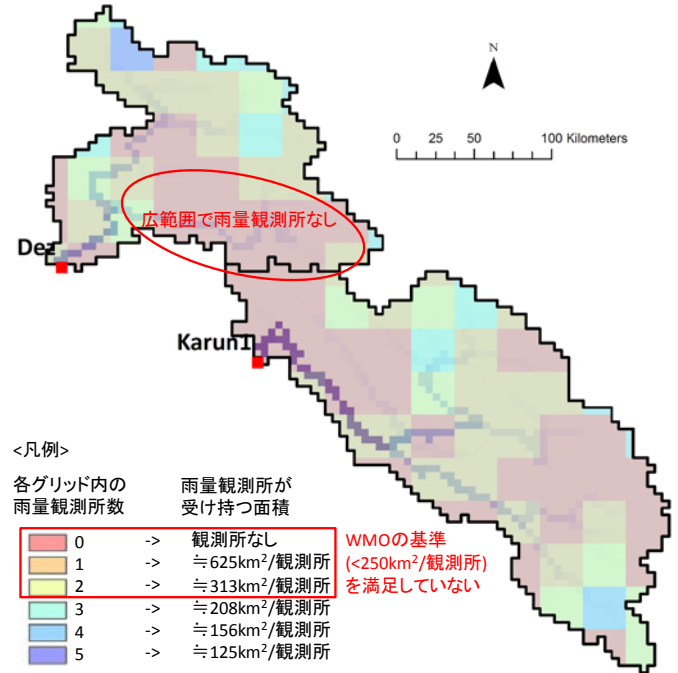 N
0 25 50 100 Kilometers
広範囲で雨量観測所なし
Dez
Karun1
<凡例>
各グリッド内の
雨量観測所数
雨量観測所が
受け持つ面積
0 -> 観測所なし
1 -> ≒625km²/観測所
2 -> ≒313km²/観測所
3 -> ≒208km²/観測所
4 -> ≒156km²/観測所
5 -> ≒125km²/観測所
WMOの基準
(<250km²/観測所)
を満足していない